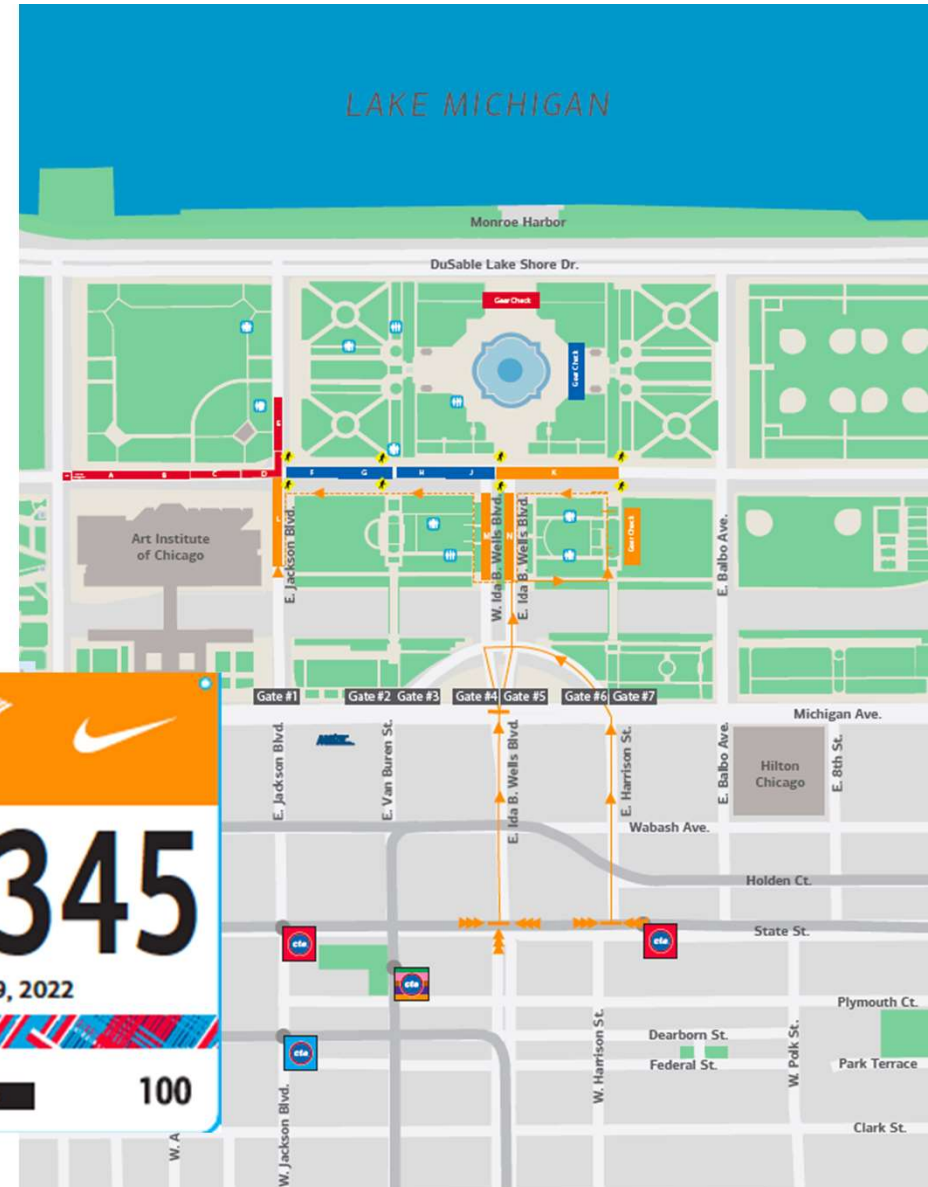 LAKE MICHIGAN
Monroe Harbor
DuSable Lake Shore Dr.
Gear Check
Gear Check
E
A B C D
F G H J K
L
M
N
Gear Check
Art Institute
of Chicago
E. Jackson Blvd.
W. Ida B. Wells Blvd.
E. Ida B. Wells Blvd.
E. Balbo Ave.
Gate #1
Gate #2
Gate #3
Gate #4
Gate #5
Gate #6
Gate #7
Michigan Ave.
E. Jackson Blvd.
E. Van Buren St.
E. Ida B. Wells Blvd.
E. Harrison St.
E. Balbo Ave.
Hilton
Chicago
E. 8th St.
Wabash Ave.
Holden Ct.
State St.
cta
cta
cta
cta
345
9, 2022
100
Plymouth Ct.
Dearborn St.
Federal St.
Park Terrace
W. Harrison St.
W. Polk St.
Clark St.
W. A
W. Jackson Blvd.